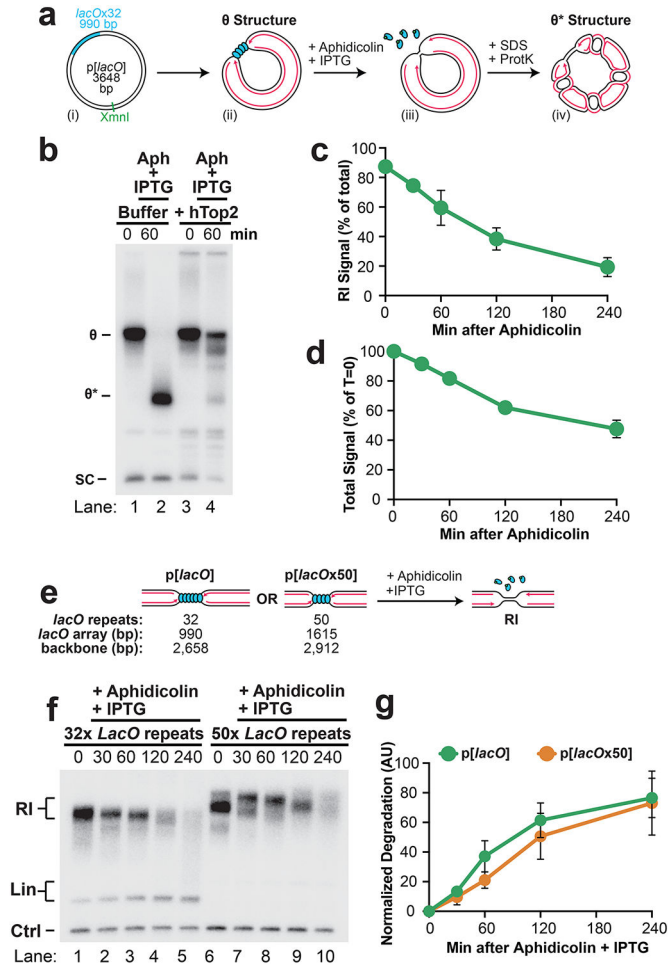 a
lacOx32
990 bp
p[lacO]
3648
bp
XmnI
(i)
θ Structure
(ii)
+ Aphidicolin
+ IPTG
(iii)
+ SDS
+ ProtK
θ* Structure
(iv)
b
Aph Aph
+ +
IPTG IPTG
Buffer + hTop2
0 60 0 60 min
θ
θ*
SC
Lane: 1 2 3 4
c
RI Signal (% of total)
100
80
60
40
20
0
0 60 120 180 240
Min after Aphidicolin
d
Total Signal (% of T=0)
100
80
60
40
20
0
0 60 120 180 240
Min after Aphidicolin
e
p[lacO] OR p[lacOx50]
+ Aphidicolin
+IPTG
RI
lacO repeats: 32 50
lacO array (bp): 990 1615
backbone (bp): 2,658 2,912
f
+ Aphidicolin + Aphidicolin
+ IPTG + IPTG
32x LacO repeats 50x LacO repeats
0 30 60 120 240 0 30 60 120 240
RI
Lin
Ctrl
Lane: 1 2 3 4 5 6 7 8 9 10
g
p[lacO] p[lacOx50]
Normalized Degradation (AU)
100
80
60
40
20
0
0 60 120 180 240
Min after Aphidicolin + IPTG